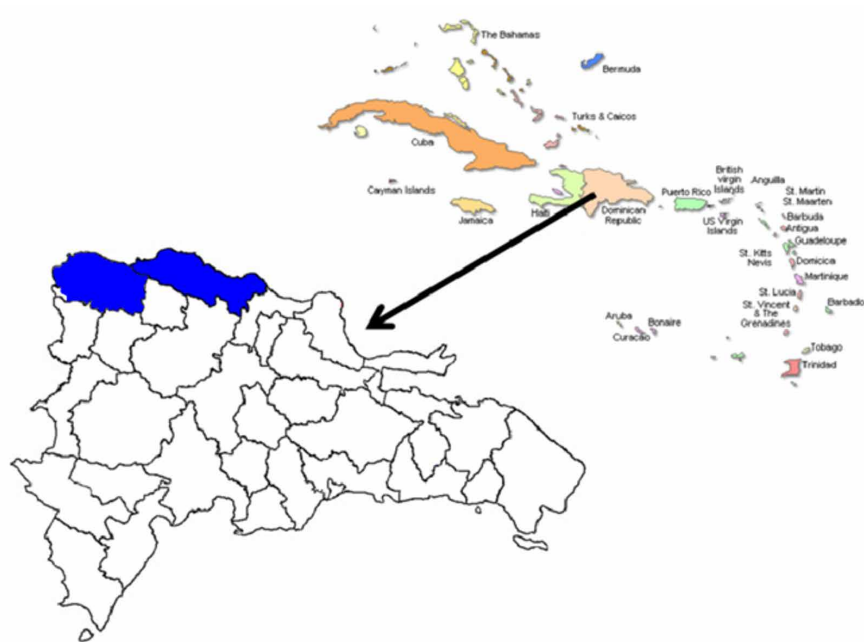 The Bahamas
Bermuda
Turks & Caicos
Cuba
Cayman Islands
Jamaica
Haiti
Dominican
Republic
Puerto Rico
British
virgin
Islands
US Virgin
Islands
Anguilla
St. Martin
St. Maarten
Barbuda
Antigua
Guadeloupe
St. Kitts
Nevis
Domicica
Martinique
St. Lucia
St. Vincent
& The
Grenadines
Barbado
Aruba
Bonaire
Curacao
Tobago
Trinidad